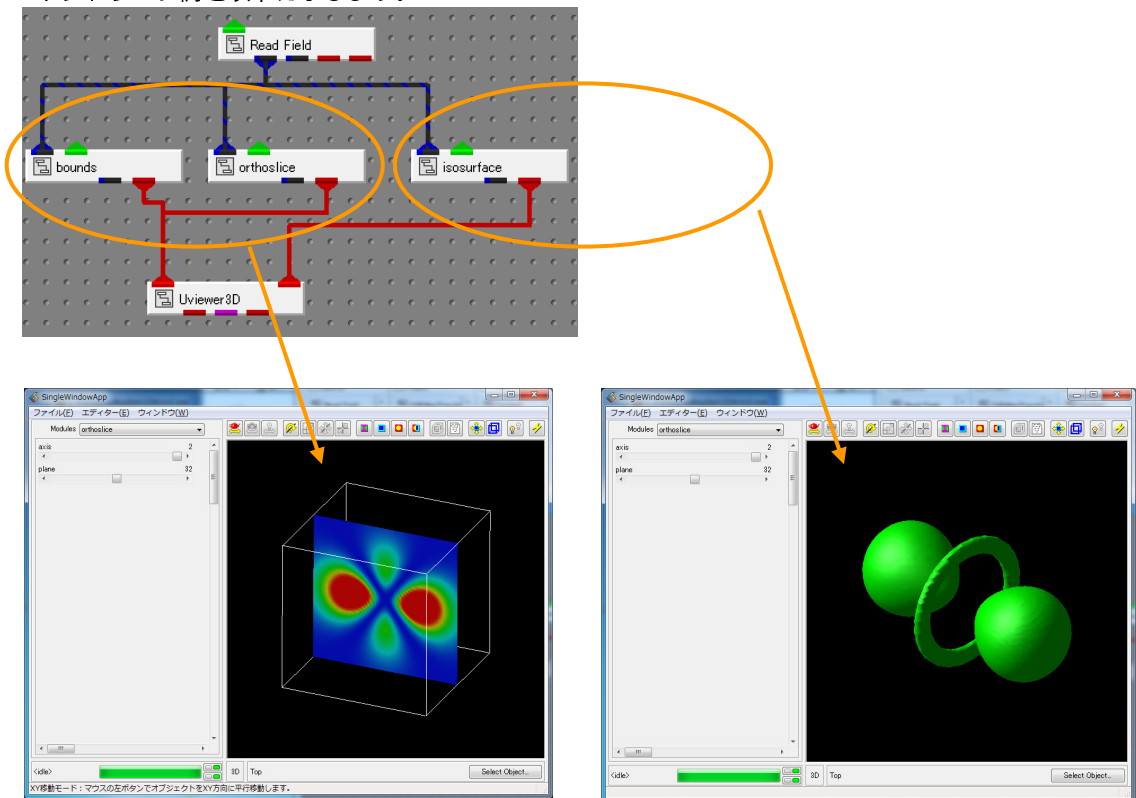 Read Field
bounds
orthoslice
isosurface
Uviewer3D
SingleWindowApp
ファイル(F) エディター(E) ウィンドウ(W)
Modules orthoslice
axis 2
plane 32
<idle>
3D Top
Select Object...
XY移動モード：マウスの左ボタンでオブジェクトをXY方向に平行移動します。
SingleWindowApp
ファイル(F) エディター(E) ウィンドウ(W)
Modules orthoslice
axis 2
plane 32
<idle>
3D Top
Select Object...